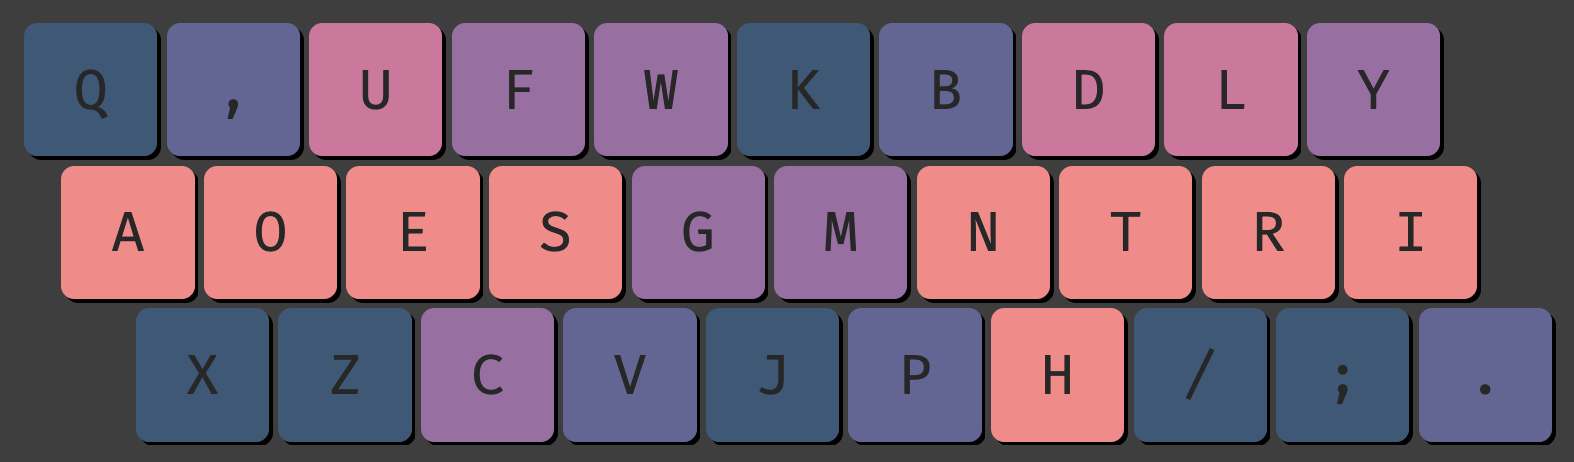 Q , U F W K B D L Y
A O E S G M N T R I
X Z C V J P H / ; .